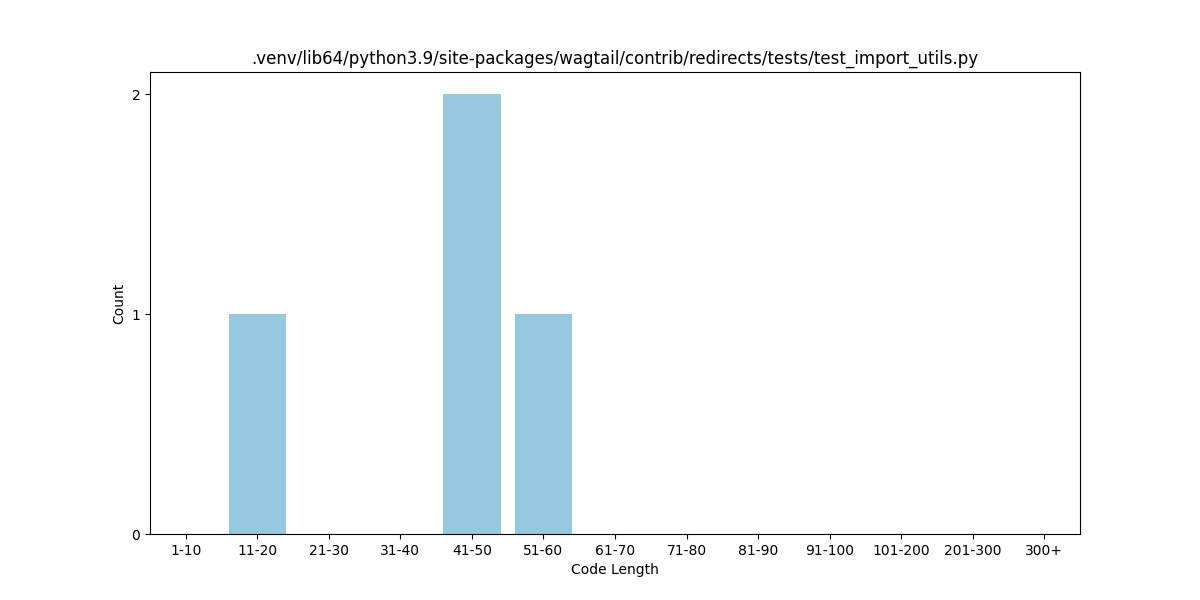 .venv/lib64/python3.9/site-packages/wagtail/contrib/redirects/tests/test_import_utils.py
2
1
0
Count
1-10 11-20 21-30 31-40 41-50 51-60 61-70 71-80 81-90 91-100 101-200 201-300 300+
Code Length